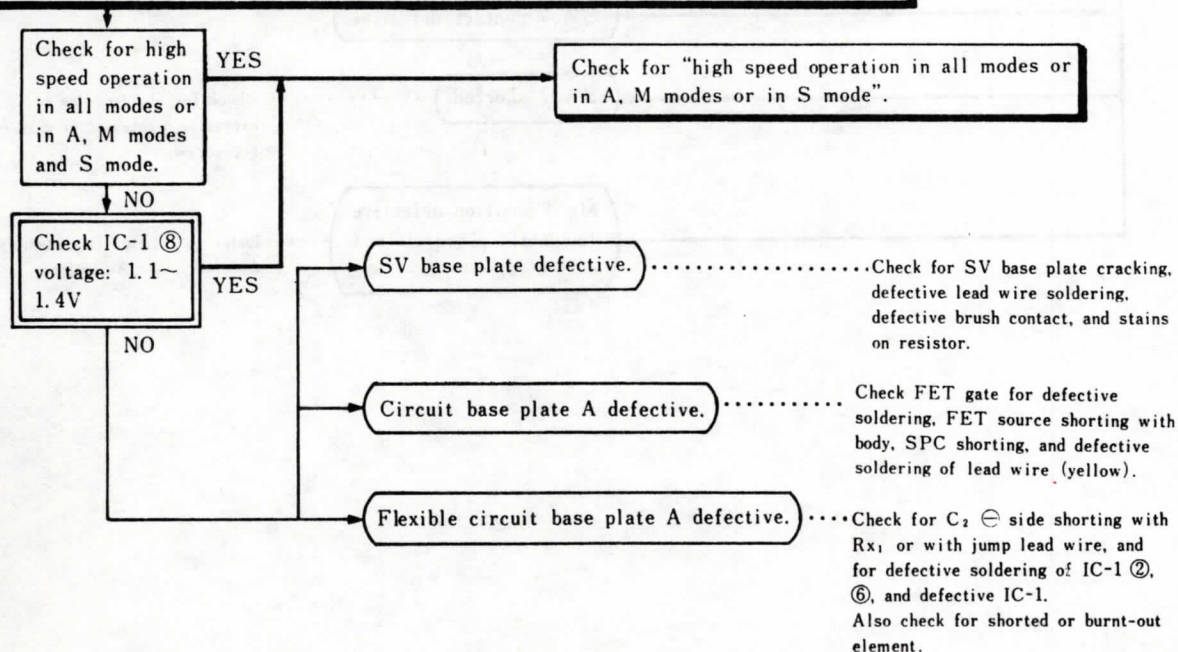 Check for high
speed operation
in all modes or
in A, M modes
and S mode.
YES
Check for “high speed operation in all modes or
in A, M modes or in S mode”.
NO
Check IC-1 ⑧
voltage: 1.1~
1.4V
YES
NO
SV base plate defective.
Check for SV base plate cracking,
defective lead wire soldering,
defective brush contact, and stains
on resistor.
Circuit base plate A defective.
Check FET gate for defective
soldering, FET source shorting with
body, SPC shorting, and defective
soldering of lead wire (yellow).
Flexible circuit base plate A defective.
Check for C₂ ⊖ side shorting with
Rx₁ or with jump lead wire, and
for defective soldering of IC-1 ②,
⑥, and defective IC-1.
Also check for shorted or burnt-out
element.